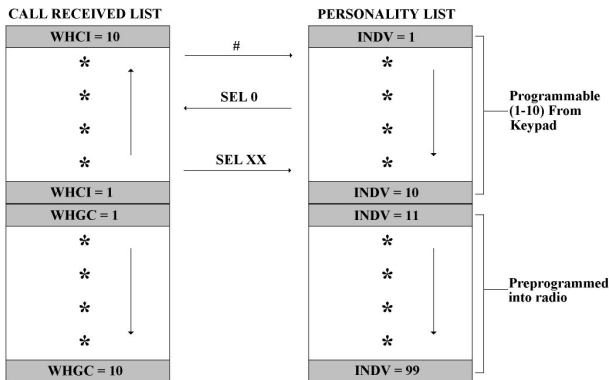 CALL RECEIVED LIST
PERSONALITY LIST
WHCI = 10
#
INDV = 1
*
*
*
*
SEL 0
*
*
Programmable
(1-10) From
Keypad
*
*
SEL XX
WHCI = 1
INDV = 10
WHGC = 1
INDV = 11
*
*
*
*
Preprogrammed
into radio
*
*
*
*
WHGC = 10
INDV = 99